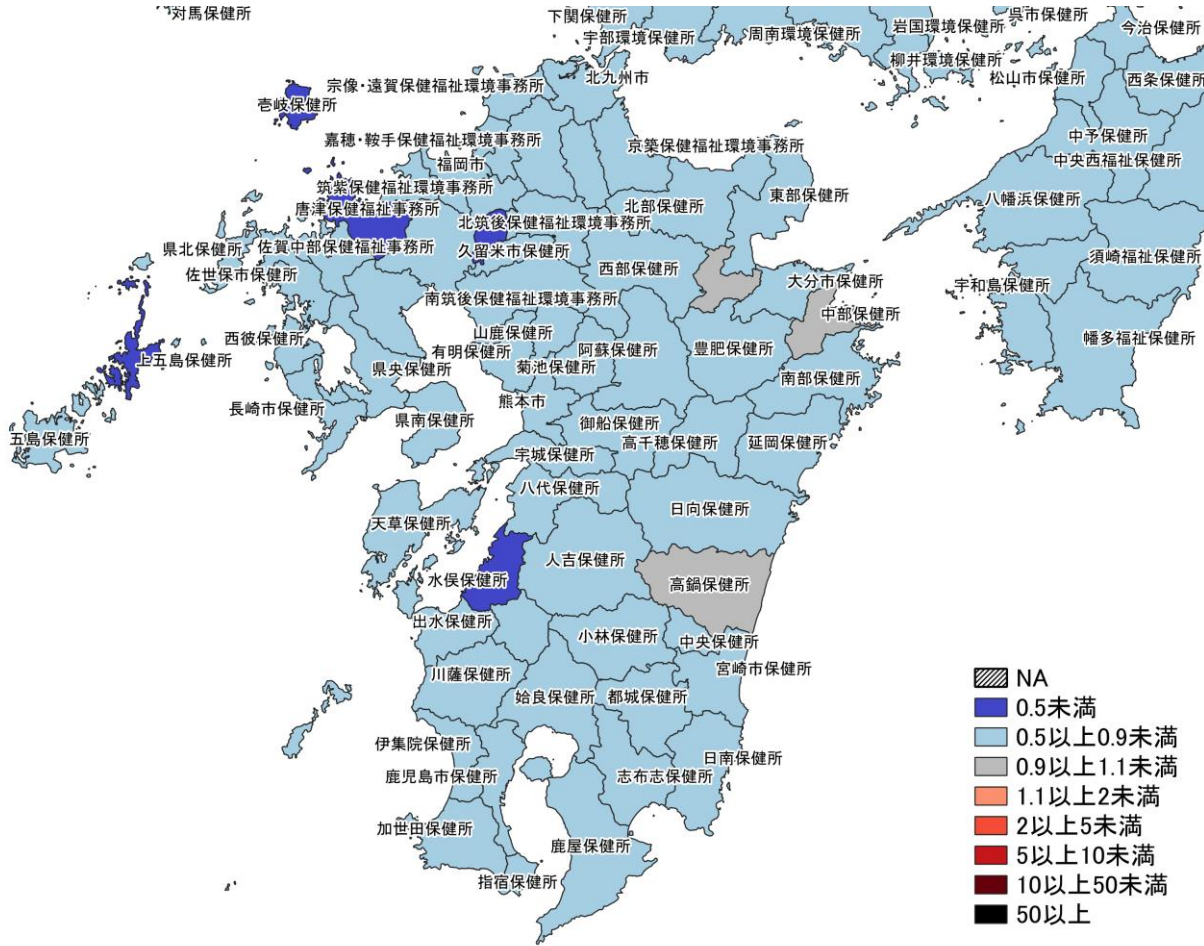 対馬保健所
下関保健所
宇部環境保健所
周南環境保健所
岩国環境保健所
呉市保健所
今治保健所
柳井環境保健所
松山市保健所
西条保健所
北九州市
宗像・遠賀保健福祉環境事務所
壱岐保健所
嘉穂・鞍手保健福祉環境事務所
京築保健福祉環境事務所
中予保健所
福岡市
中央西福祉保健所
筑紫保健福祉環境事務所
東部保健所
八幡浜保健所
唐津保健福祉事務所
北部保健所
北筑後保健福祉環境事務所
県北保健所
佐賀中部保健福祉事務所
久留米市保健所
須崎福祉保健所
佐世保市保健所
西部保健所
大分市保健所
宇和島保健所
南筑後保健福祉環境事務所
中部保健所
西彼保健所
山鹿保健所
幡多福祉保健所
上五島保健所
有明保健所
阿蘇保健所
豊肥保健所
県央保健所
菊池保健所
南部保健所
長崎市保健所
熊本市
県南保健所
御船保健所
五島保健所
高千穂保健所
延岡保健所
宇城保健所
八代保健所
日向保健所
天草保健所
人吉保健所
水俣保健所
高鍋保健所
出水保健所
小林保健所
中央保健所
宮崎市保健所
川薩保健所
姶良保健所
都城保健所
伊集院保健所
日南保健所
鹿児島市保健所
志布志保健所
加世田保健所
鹿屋保健所
指宿保健所
NA
0.5未満
0.5以上0.9未満
0.9以上1.1未満
1.1以上2未満
2以上5未満
5以上10未満
10以上50未満
50以上